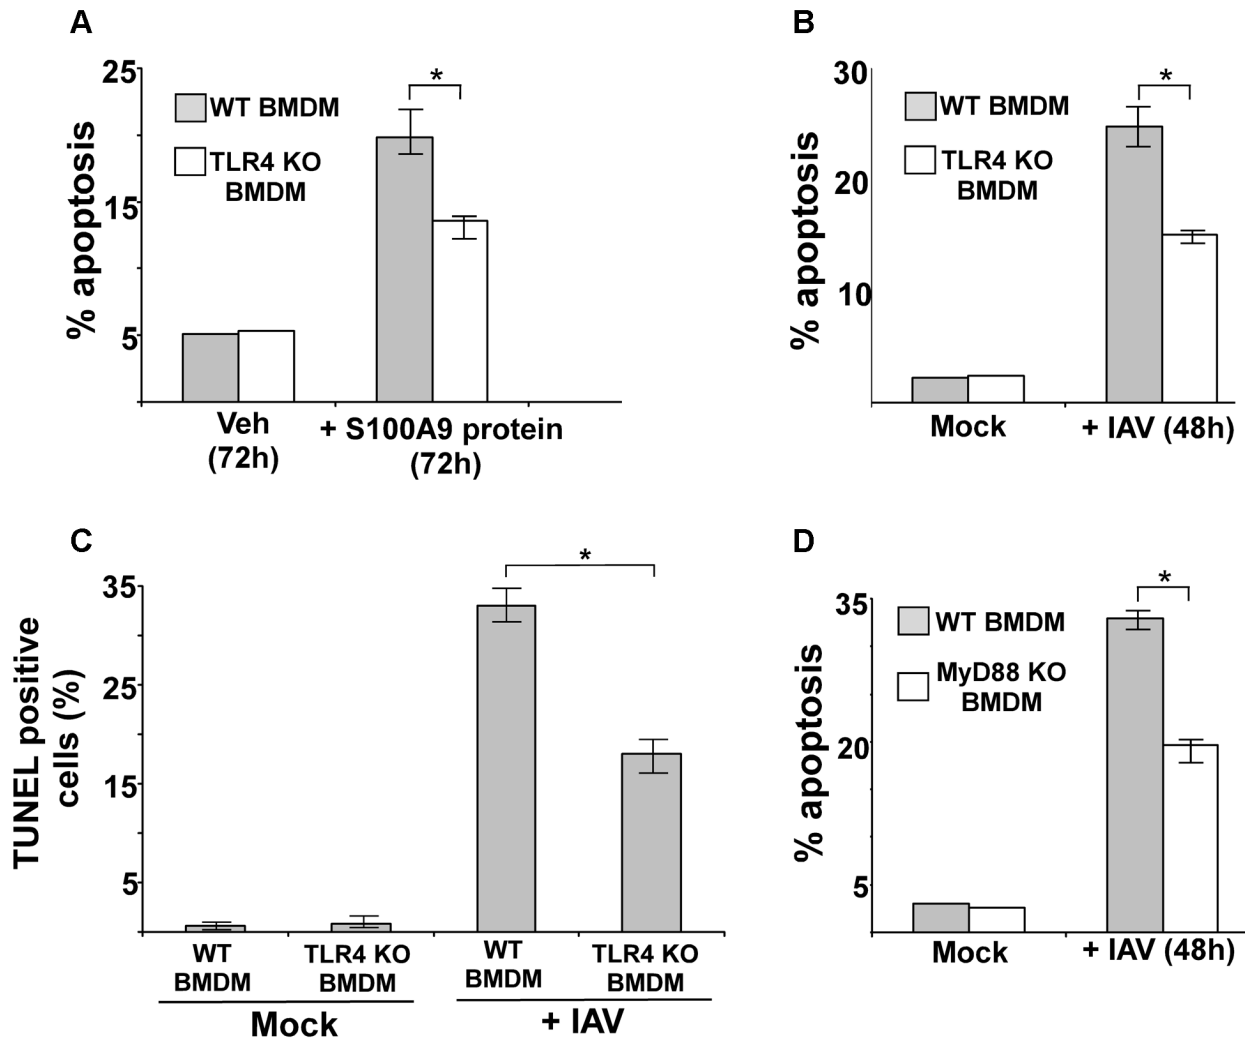 A
25
15
5
% apoptosis
WT BMDM
TLR4 KO
BMDM
*
Veh
(72h)
+ S100A9 protein
(72h)
B
30
20
10
% apoptosis
WT BMDM
TLR4 KO
BMDM
*
Mock
+ IAV (48h)
C
35
25
15
5
TUNEL positive
cells (%)
*
WT
BMDM
TLR4 KO
BMDM
WT
BMDM
TLR4 KO
BMDM
Mock
+ IAV
D
35
20
5
% apoptosis
WT BMDM
MyD88 KO
BMDM
*
Mock
+ IAV (48h)